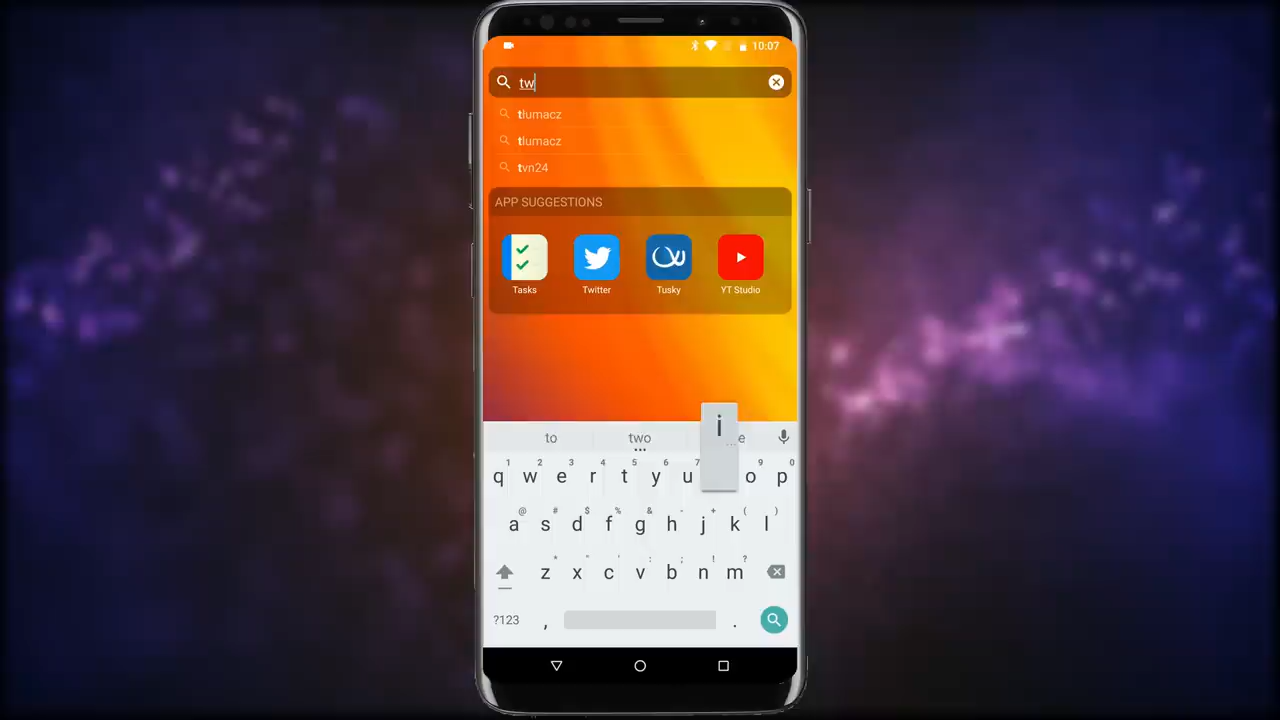 10:07
tw
tłumacz
tłumacz
tvn24
APP SUGGESTIONS
Tasks
Twitter
Tusky
YT Studio
i
to two e
1 2 3 4 5 6 7 9 0
q w e r t y u o p
@ # $ % & - + ( )
a s d f g h j k l
* " ' : ; ! ?
z x c v b n m
?123 , .